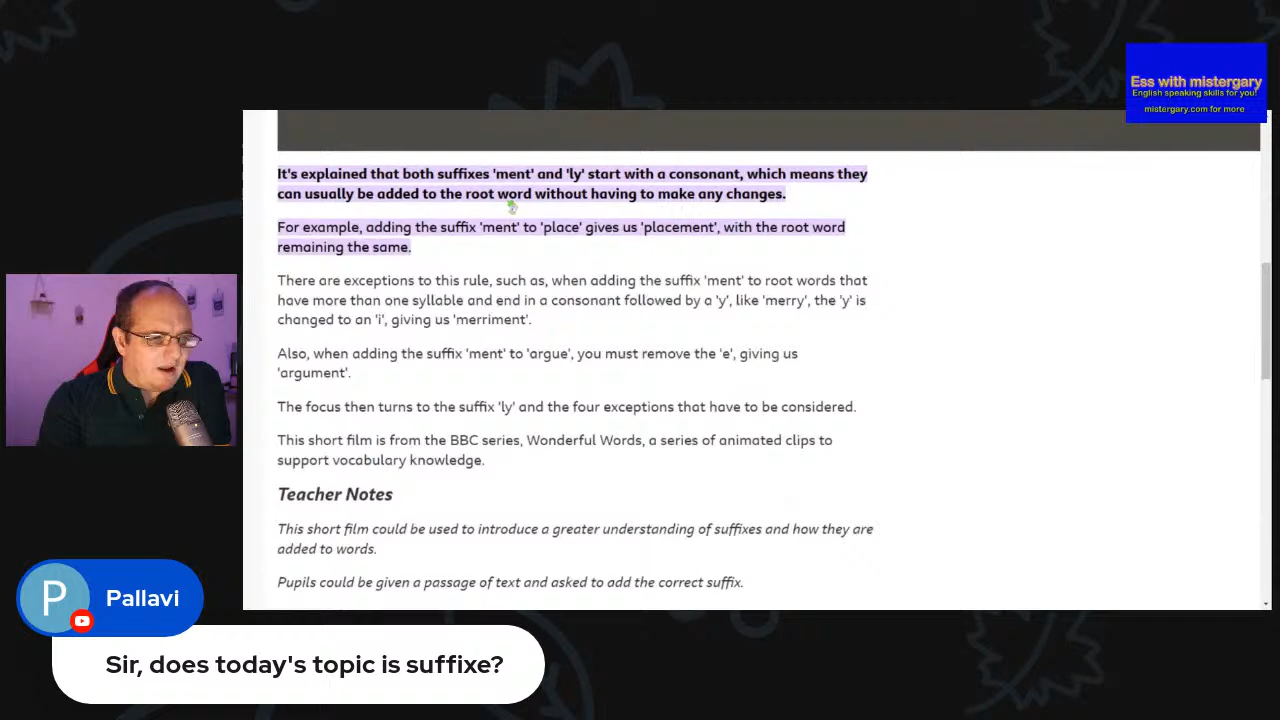 Ess with mistergary
English speaking skills for you!
mistergary.com for more
It's explained that both suffixes 'ment' and 'ly' start with a consonant, which means they
can usually be added to the root word without having to make any changes.
For example, adding the suffix 'ment' to 'place' gives us 'placement', with the root word
remaining the same.
There are exceptions to this rule, such as, when adding the suffix 'ment' to root words that
have more than one syllable and end in a consonant followed by a 'y', like 'merry', the 'y' is
changed to an 'i', giving us 'merriment'.
Also, when adding the suffix 'ment' to 'argue', you must remove the 'e', giving us
'argument'.
The focus then turns to the suffix 'ly' and the four exceptions that have to be considered.
This short film is from the BBC series, Wonderful Words, a series of animated clips to
support vocabulary knowledge.
Teacher Notes
This short film could be used to introduce a greater understanding of suffixes and how they are
added to words.
Pupils could be given a passage of text and asked to add the correct suffix.
P
Pallavi
Sir, does today's topic is suffixe?